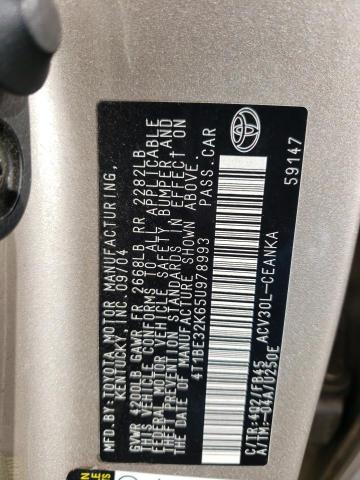 MFD.BY:TOYOTA MOTOR MANUFACTURING,
KENTUCKY, INC.09/04
GVWR 4200LB GAWR FR 2668LB RR 2282LB
THIS VEHICLE CONFORMS TO ALL APPLICABLE
FEDERAL MOTOR VEHICLE SAFETY BUMPER, AND
THEFT PREVENTION STANDARDS IN EFFECT ON
THE DATE OF MANUFACTURE SHOWN ABOVE.
4T1BE32K65U978993 PASS.CAR
ACV30L-CEANKA
C/TR:4Q2/FB45
A/TM:-04A/U250E
59147
TOYOTA